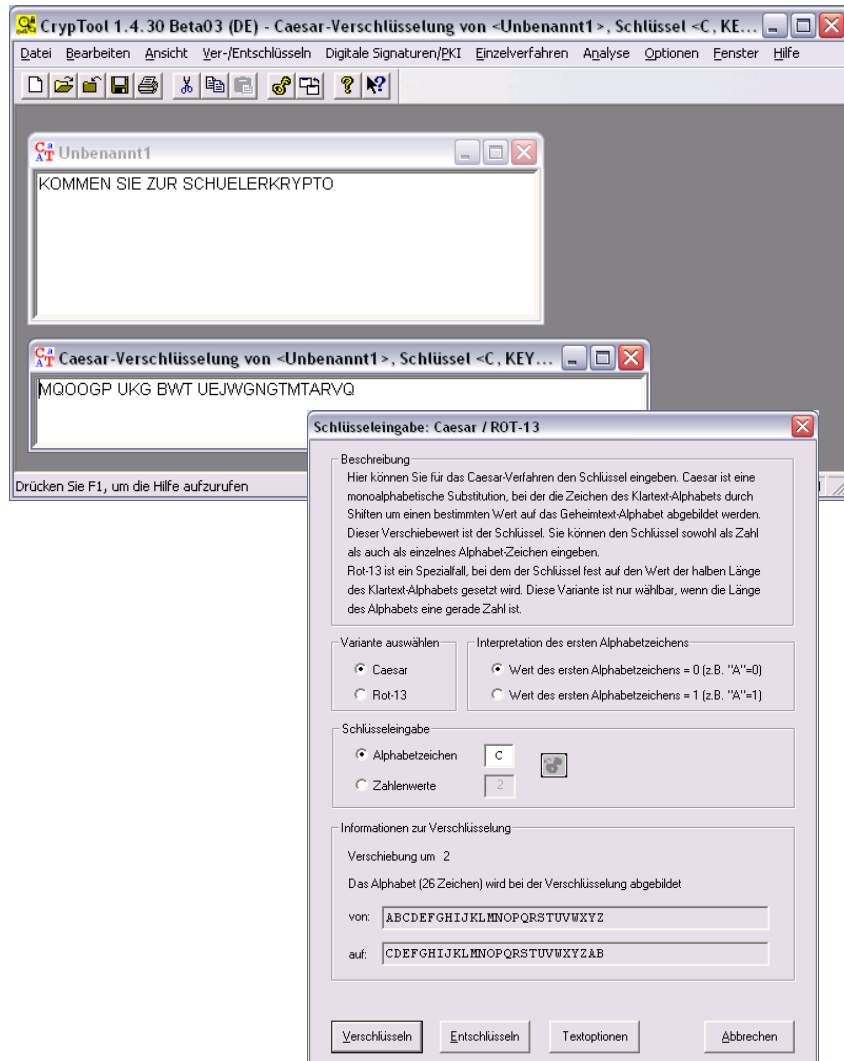 CrypTool 1.4.30 Beta03 (DE) - Caesar-Verschlüsselung von <Unbenannt1>, Schlüssel <C, KE...
Datei Bearbeiten Ansicht Ver-/Entschlüsseln Digitale Signaturen/PKI Einzelverfahren Analyse Optionen Fenster Hilfe
Unbenannt1
KOMMEN SIE ZUR SCHUELERKRYPTO
Caesar-Verschlüsselung von <Unbenannt1>, Schlüssel <C, KEY...
MQOOGP UKG BWT UEJWGNGTMTARVQ
Drücken Sie F1, um die Hilfe aufzurufen
Schlüsseleingabe: Caesar / ROT-13
Beschreibung
Hier können Sie für das Caesar-Verfahren den Schlüssel eingeben. Caesar ist eine
monoalphabetische Substitution, bei der die Zeichen des Klartext-Alphabets durch
Shiften um einen bestimmten Wert auf das Geheimtext-Alphabet abgebildet werden.
Dieser Verschiebewert ist der Schlüssel. Sie können den Schlüssel sowohl als Zahl
als auch als einzelnes Alphabet-Zeichen eingeben.
Rot-13 ist ein Spezialfall, bei dem der Schlüssel fest auf den Wert der halben Länge
des Klartext-Alphabets gesetzt wird. Diese Variante ist nur wählbar, wenn die Länge
des Alphabets eine gerade Zahl ist.
Variante auswählen
Caesar
Rot-13
Interpretation des ersten Alphabetzeichens
Wert des ersten Alphabetzeichens = 0 (z.B. "A"=0)
Wert des ersten Alphabetzeichens = 1 (z.B. "A"=1)
Schlüsseleingabe
Alphabetzeichen C
Zahlenwerte 2
Informationen zur Verschlüsselung
Verschiebung um 2
Das Alphabet (26 Zeichen) wird bei der Verschlüsselung abgebildet
von: ABCDEFGHIJKLMNOPQRSTUVWXYZ
auf: CDEFGHIJKLMNOPQRSTUVWXYZAB
Verschlüsseln Entschlüsseln Textoptionen Abbrechen